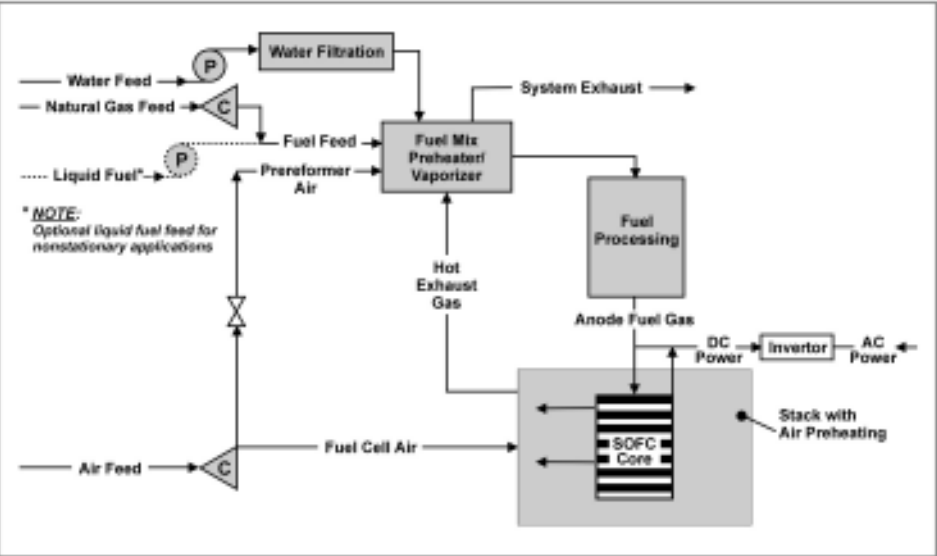 Water Filtration
P
Water Feed
System Exhaust
Natural Gas Feed
C
Fuel Feed
Fuel Mix
Preheater/
Vaporizer
P
Liquid Fuel*
Prereformer
Air
* NOTE:
Optional liquid fuel feed for
nonstationary applications
Fuel
Processing
Hot
Exhaust
Gas
Anode Fuel Gas
DC
Power
Invertor
AC
Power
Stack with
Air Preheating
SOFC
Core
Fuel Cell Air
Air Feed
C